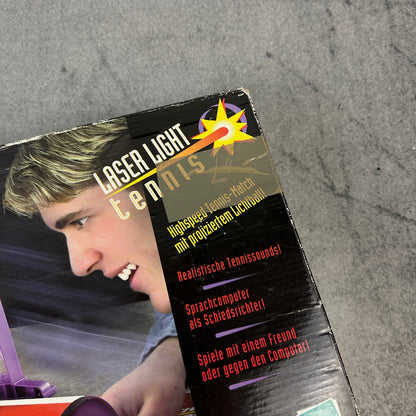 LASER LIGHT
tennis
Highspeed Tennis-Match
mit projiziertem Lichtball!
Realistische Tennissounds!
Sprachcomputer
als Schiedsrichter!
Spiele mit einem Freund
oder gegen den Computer!